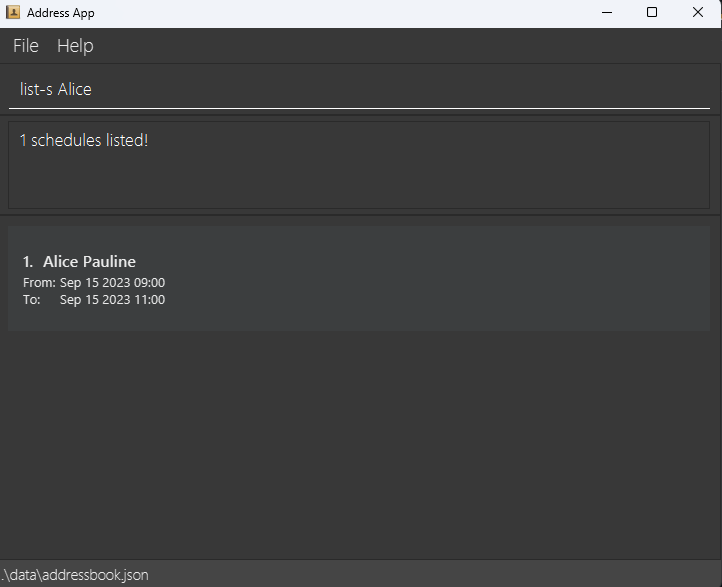 Address App
File Help
list-s Alice
1 schedules listed!
1. Alice Pauline
From: Sep 15 2023 09:00
To: Sep 15 2023 11:00
.\data\addressbook.json